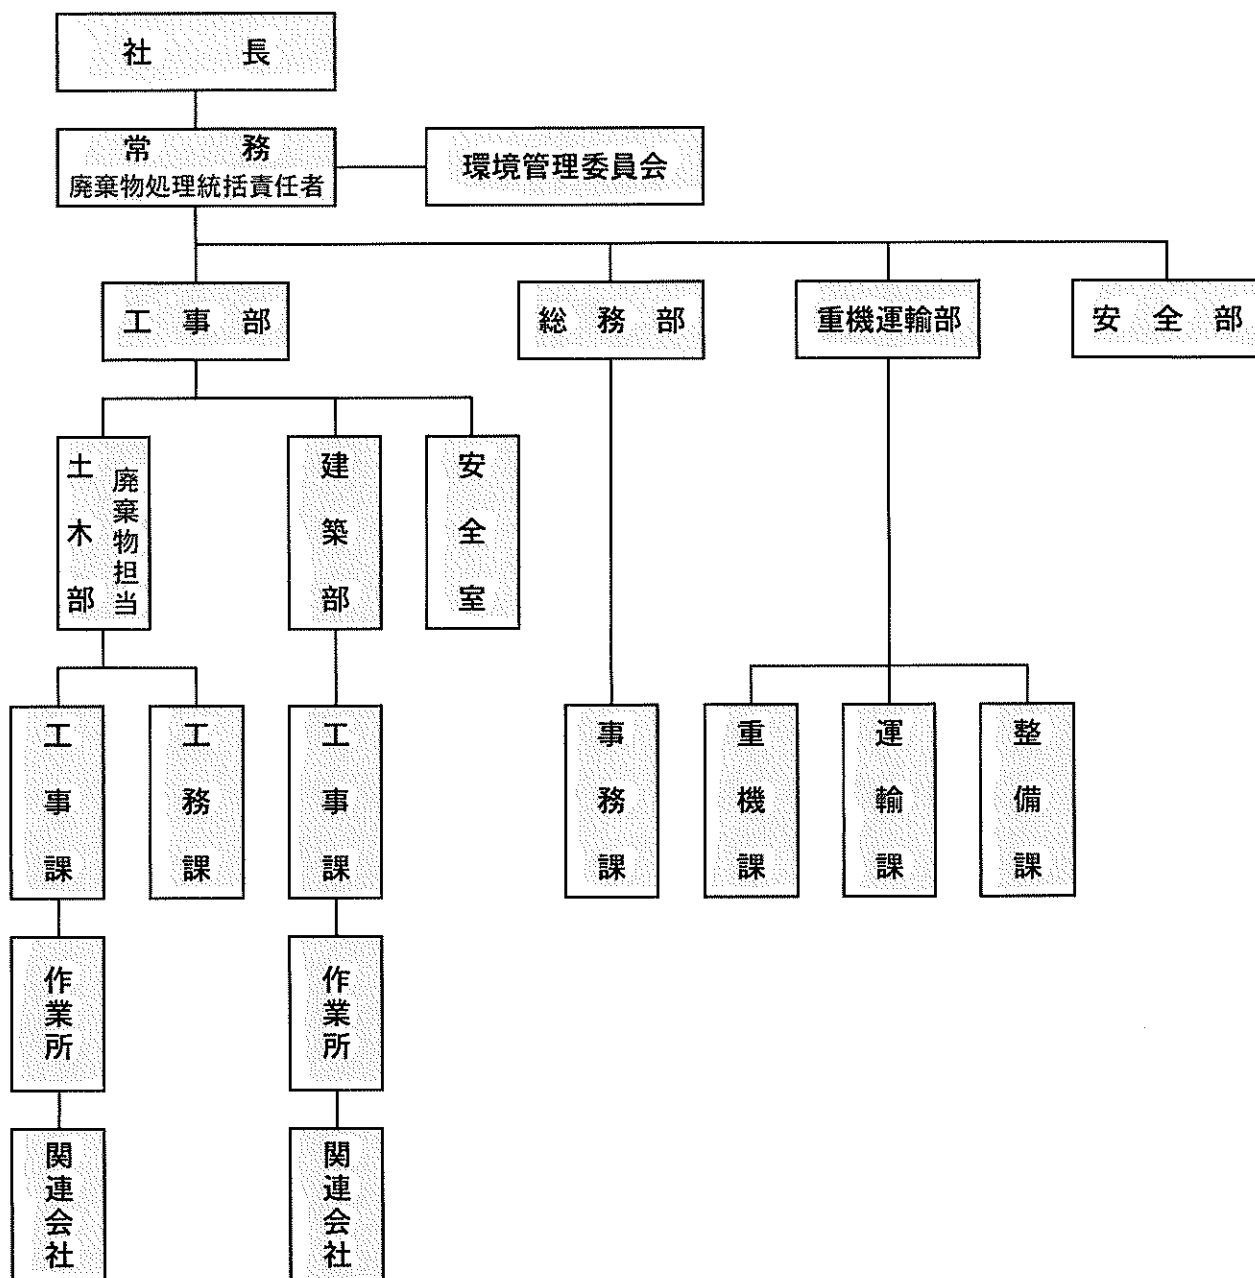 社長
常務
廃棄物処理統括責任者
環境管理委員会
工事部
総務部
重機運輸部
安全部
土木部
廃棄物担当
建築部
安全室
工事課
工務課
工事課
事務課
重機課
運輸課
整備課
作業所
作業所
関連会社
関連会社